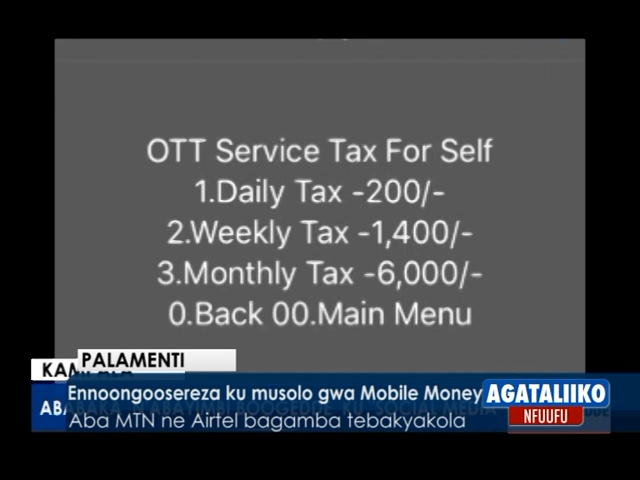 OTT Service Tax For Self
1.Daily Tax -200/-
2.Weekly Tax -1,400/-
3.Monthly Tax -6,000/-
0.Back 00.Main Menu
PALAMENTI
Ennoongoosereza ku musolo gwa Mobile Money
Aba MTN ne Airtel bagamba tebakyakola
AGATALIIKO
NFUUFU